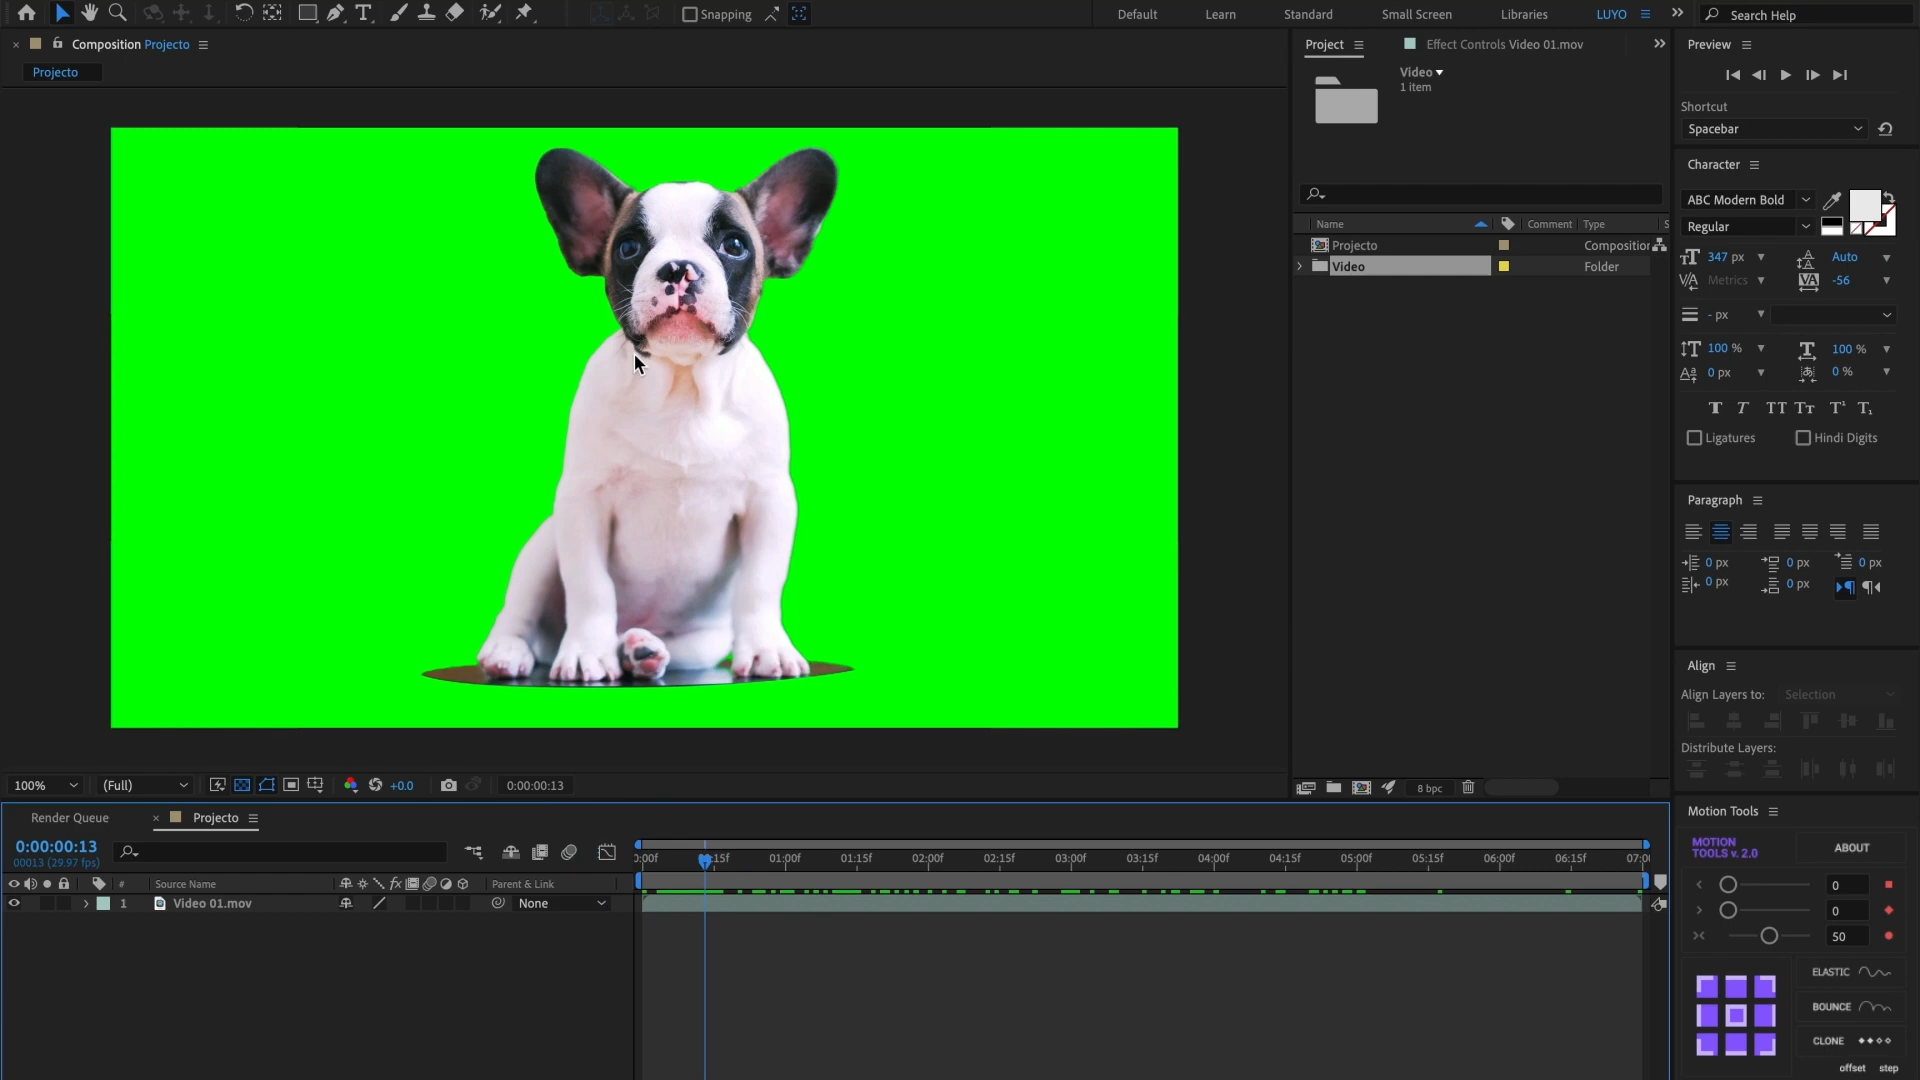 Snapping
Default
Learn
Standard
Small Screen
Libraries
LUYO
Search Help
Composition Projecto
Projecto
Project
Effect Controls Video 01.mov
Video
1 item
Name
Comment
Type
S
Projecto
Composition
Video
Folder
8 bpc
Preview
Shortcut
Spacebar
Character
ABC Modern Bold
Regular
347 px
Auto
Metrics
-56
- px
100 %
100 %
0 px
0 %
Ligatures
Hindi Digits
Paragraph
0 px
0 px
0 px
0 px
0 px
Align
Align Layers to:
Selection
Distribute Layers:
Motion Tools
MOTION
TOOLS v. 2.0
ABOUT
0
0
50
ELASTIC
BOUNCE
CLONE
offset
step
100%
(Full)
+0.0
0:00:00:13
Render Queue
Projecto
0:00:00:13
00013 (29.97 fps)
:00f
15f
01:00f
01:15f
02:00f
02:15f
03:00f
03:15f
04:00f
04:15f
05:00f
05:15f
06:00f
06:15f
07:0
#
Source Name
fx
Parent & Link
1
Video 01.mov
None